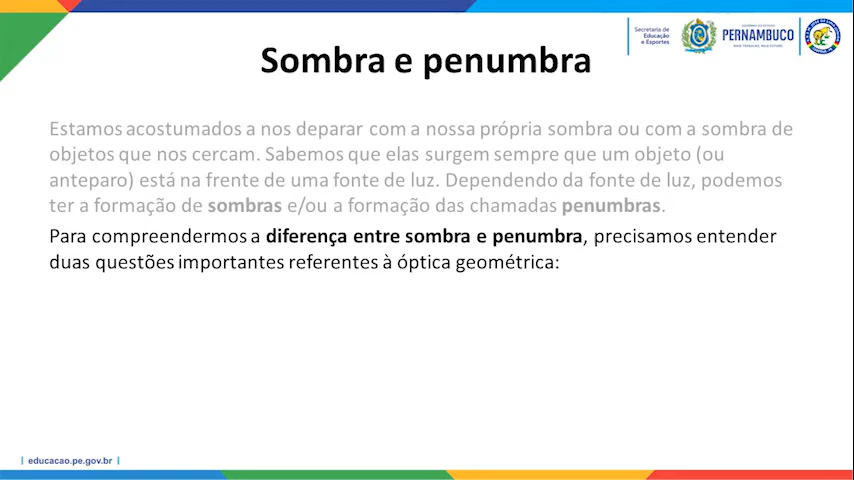 Secretaria de
Educação
e Esportes
GOVERNO DO ESTADO
PERNAMBUCO
MAIS TRABALHO, MAIS FUTURO
Sombra e penumbra
Estamos acostumados a nos deparar com a nossa própria sombra ou com a sombra de
objetos que nos cercam. Sabemos que elas surgem sempre que um objeto (ou
anteparo) está na frente de uma fonte de luz. Dependendo da fonte de luz, podemos
ter a formação de sombras e/ou a formação das chamadas penumbras.
Para compreendermos a diferença entre sombra e penumbra, precisamos entender
duas questões importantes referentes à óptica geométrica:
educacao.pe.gov.br